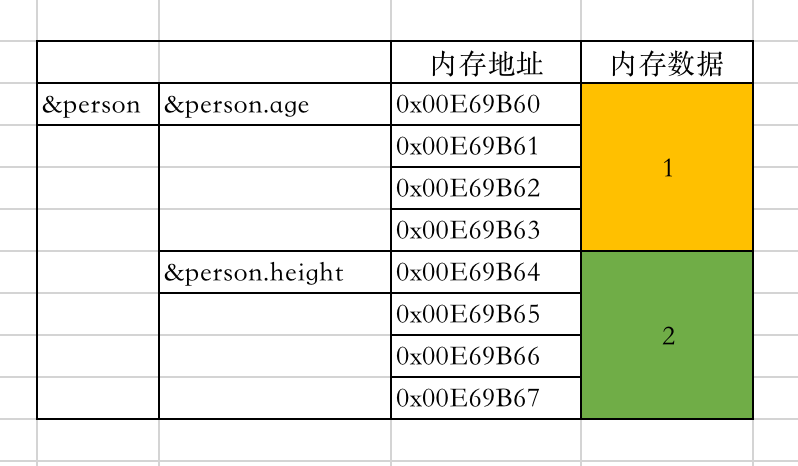 内存地址 内存数据
&person &person.age 0x00E69B60
0x00E69B61
0x00E69B62
1
0x00E69B63
&person.height 0x00E69B64
0x00E69B65
0x00E69B66
2
0x00E69B67